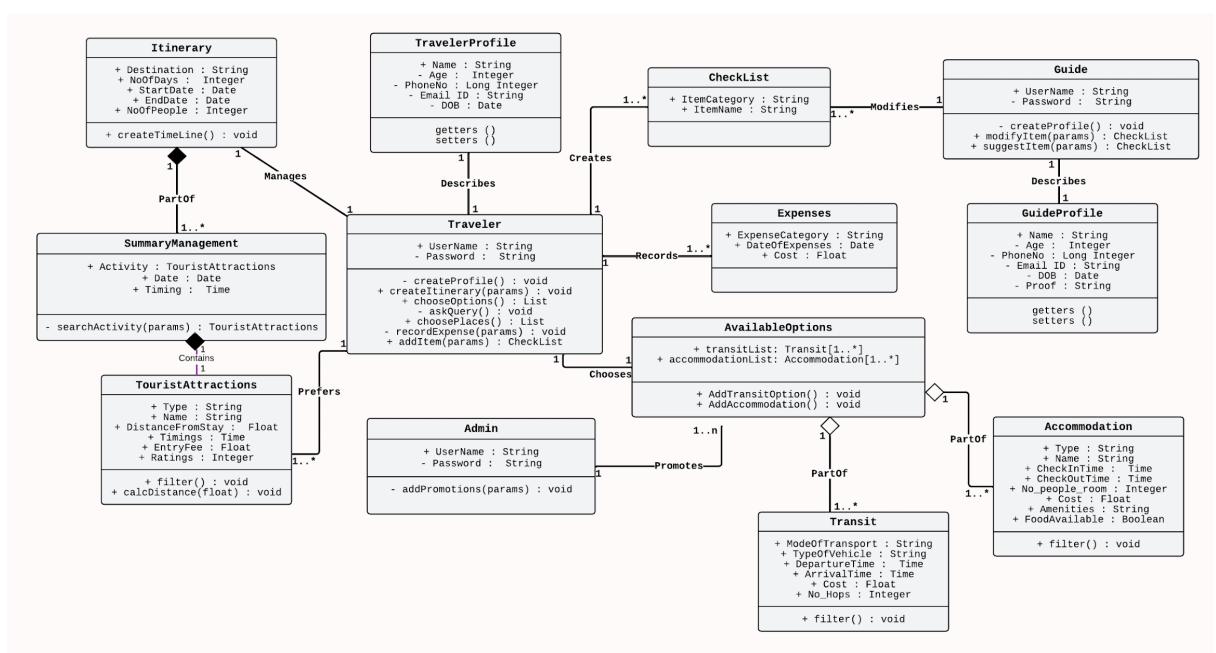 Itinerary
+ Destination : String
+ NoOfDays :  Integer
+ StartDate : Date
+ EndDate : Date
+ NoOfPeople : Integer
+ createTimeLine() : void
1
1
PartOf
1..*
Manages
1
TravelerProfile
+ Name : String
- Age :  Integer
- PhoneNo : Long Integer
- Email ID : String
- DOB : Date
getters ()
setters ()
1
Describes
1
CheckList
+ ItemCategory : String
+ ItemName : String
1..*
Creates
1
1..*
Modifies
1
Guide
+ UserName : String
- Password :  String
- createProfile() : void
+ modifyItem(params) : CheckList
+ suggestItem(params) : CheckList
1
Describes
1
GuideProfile
+ Name : String
- Age :  Integer
- PhoneNo : Long Integer
- Email ID : String
- DOB : Date
- Proof : String
getters ()
setters ()
SummaryManagement
+ Activity : TouristAttractions
+ Date : Date
+ Timing :  Time
- searchActivity(params) : TouristAttractions
1
Contains
1
Traveler
+ UserName : String
- Password :  String
- createProfile() : void
+ createItinerary(params) : void
+ chooseOptions() : List
- askQuery() : void
+ choosePlaces() : List
- recordExpense(params) : void
+ addItem(params) : CheckList
1
Records
1..*
Expenses
+ ExpenseCategory : String
+ DateOfExpenses : Date
+ Cost : Float
1
Prefers
1..*
1
Chooses
1
AvailableOptions
+ transitList: Transit[1..*]
+ accommodationList: Accommodation[1..*]
+ AddTransitOption() : void
+ AddAccommodation() : void
TouristAttractions
+ Type : String
+ Name : String
+ DistanceFromStay :  Float
+ Timings : Time
+ EntryFee : Float
+ Ratings : Integer
+ filter() : void
+ calcDistance(float) : void
Admin
+ UserName : String
- Password :  String
- addPromotions(params) : void
1
Promotes
1..n
1
PartOf
1..*
1
PartOf
1..*
Accommodation
+ Type : String
+ Name : String
+ CheckInTime :  Time
+ CheckOutTime : Time
+ No_people_room : Integer
+ Cost : Float
+ Amenities : String
+ FoodAvailable : Boolean
+ filter() : void
Transit
+ ModeOfTransport : String
+ TypeOfVehicle : String
+ DepartureTime :  Time
+ ArrivalTime : Time
+ Cost : Float
+ No_Hops : Integer
+ filter() : void